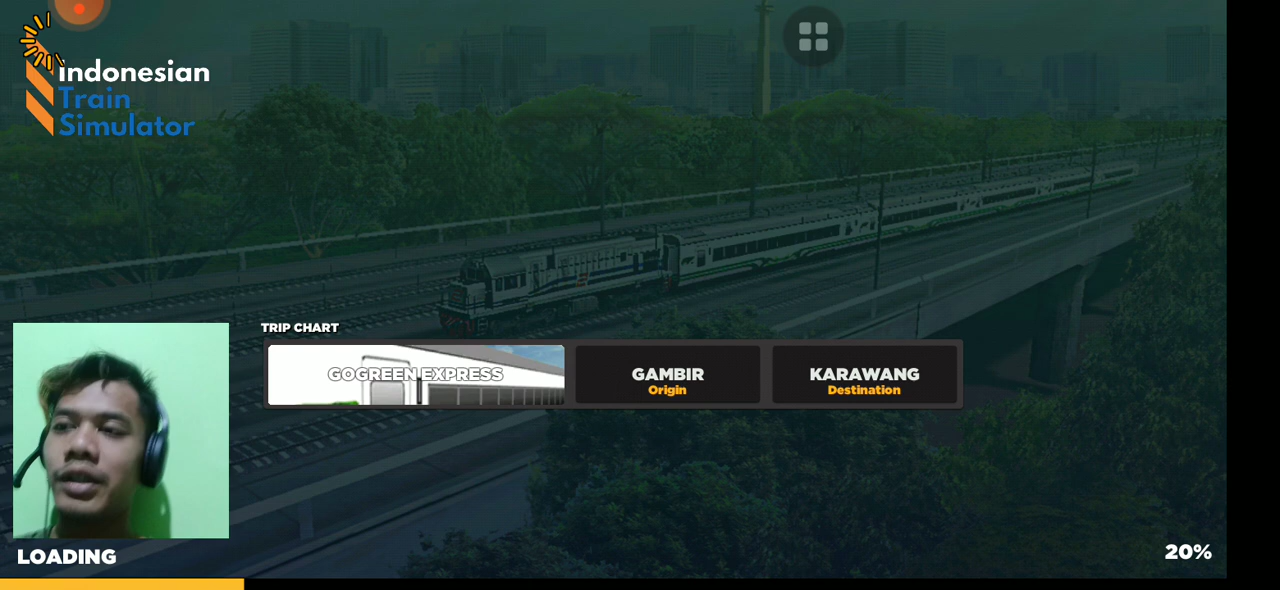 Indonesian
Train
Simulator
TRIP CHART
GOGREEN EXPRESS
GAMBIR
Origin
KARAWANG
Destination
LOADING
20%